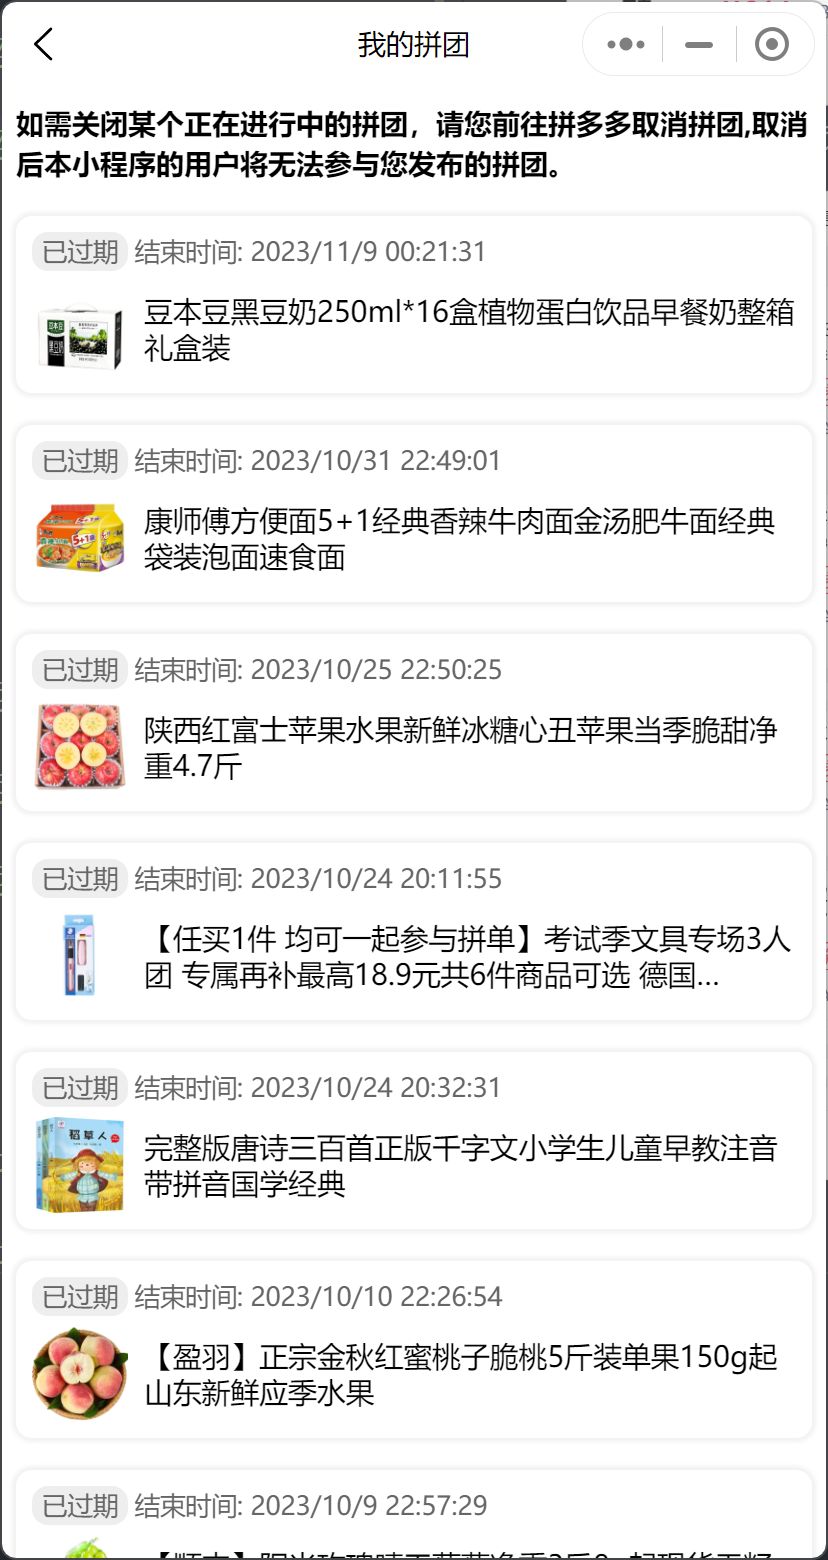 我的拼团
如需关闭某个正在进行中的拼团，请您前往拼多多取消拼团,取消
后本小程序的用户将无法参与您发布的拼团。
已过期 结束时间: 2023/11/9 00:21:31
豆本豆
黑豆奶
豆本豆黑豆奶250ml*16盒植物蛋白饮品早餐奶整箱
礼盒装
已过期 结束时间: 2023/10/31 22:49:01
5+1
康师傅方便面5+1经典香辣牛肉面金汤肥牛面经典
袋装泡面速食面
已过期 结束时间: 2023/10/25 22:50:25
陕西红富士苹果水果新鲜冰糖心丑苹果当季脆甜净
重4.7斤
已过期 结束时间: 2023/10/24 20:11:55
【任买1件 均可一起参与拼单】考试季文具专场3人
团 专属再补最高18.9元共6件商品可选 德国...
已过期 结束时间: 2023/10/24 20:32:31
稻草人
完整版唐诗三百首正版千字文小学生儿童早教注音
带拼音国学经典
已过期 结束时间: 2023/10/10 22:26:54
【盈羽】正宗金秋红蜜桃子脆桃5斤装单果150g起
山东新鲜应季水果
已过期 结束时间: 2023/10/9 22:57:29